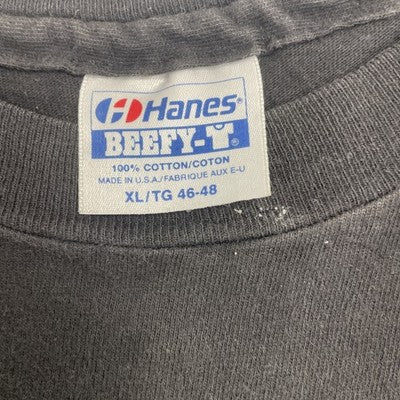 Hanes®
BEEFY-T®
100% COTTON/COTON
MADE IN U.S.A./FABRIQUE AUX E-U
XL/TG 46-48